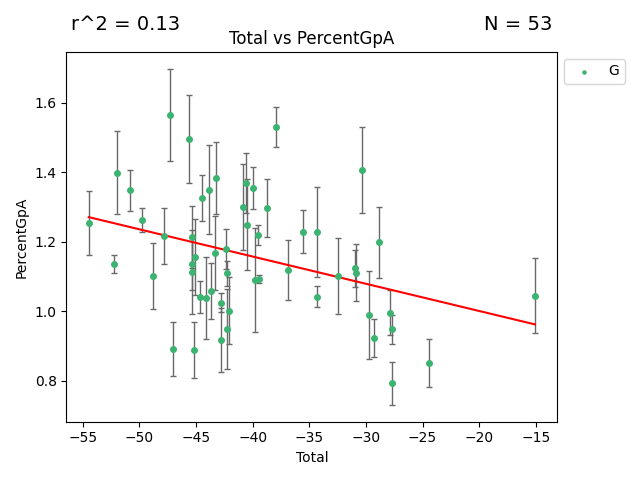 r^2 = 0.13
N = 53
Total vs PercentGpA
G
PercentGpA
1.6
1.4
1.2
1.0
0.8
−55
−50
−45
−40
−35
−30
−25
−20
−15
Total